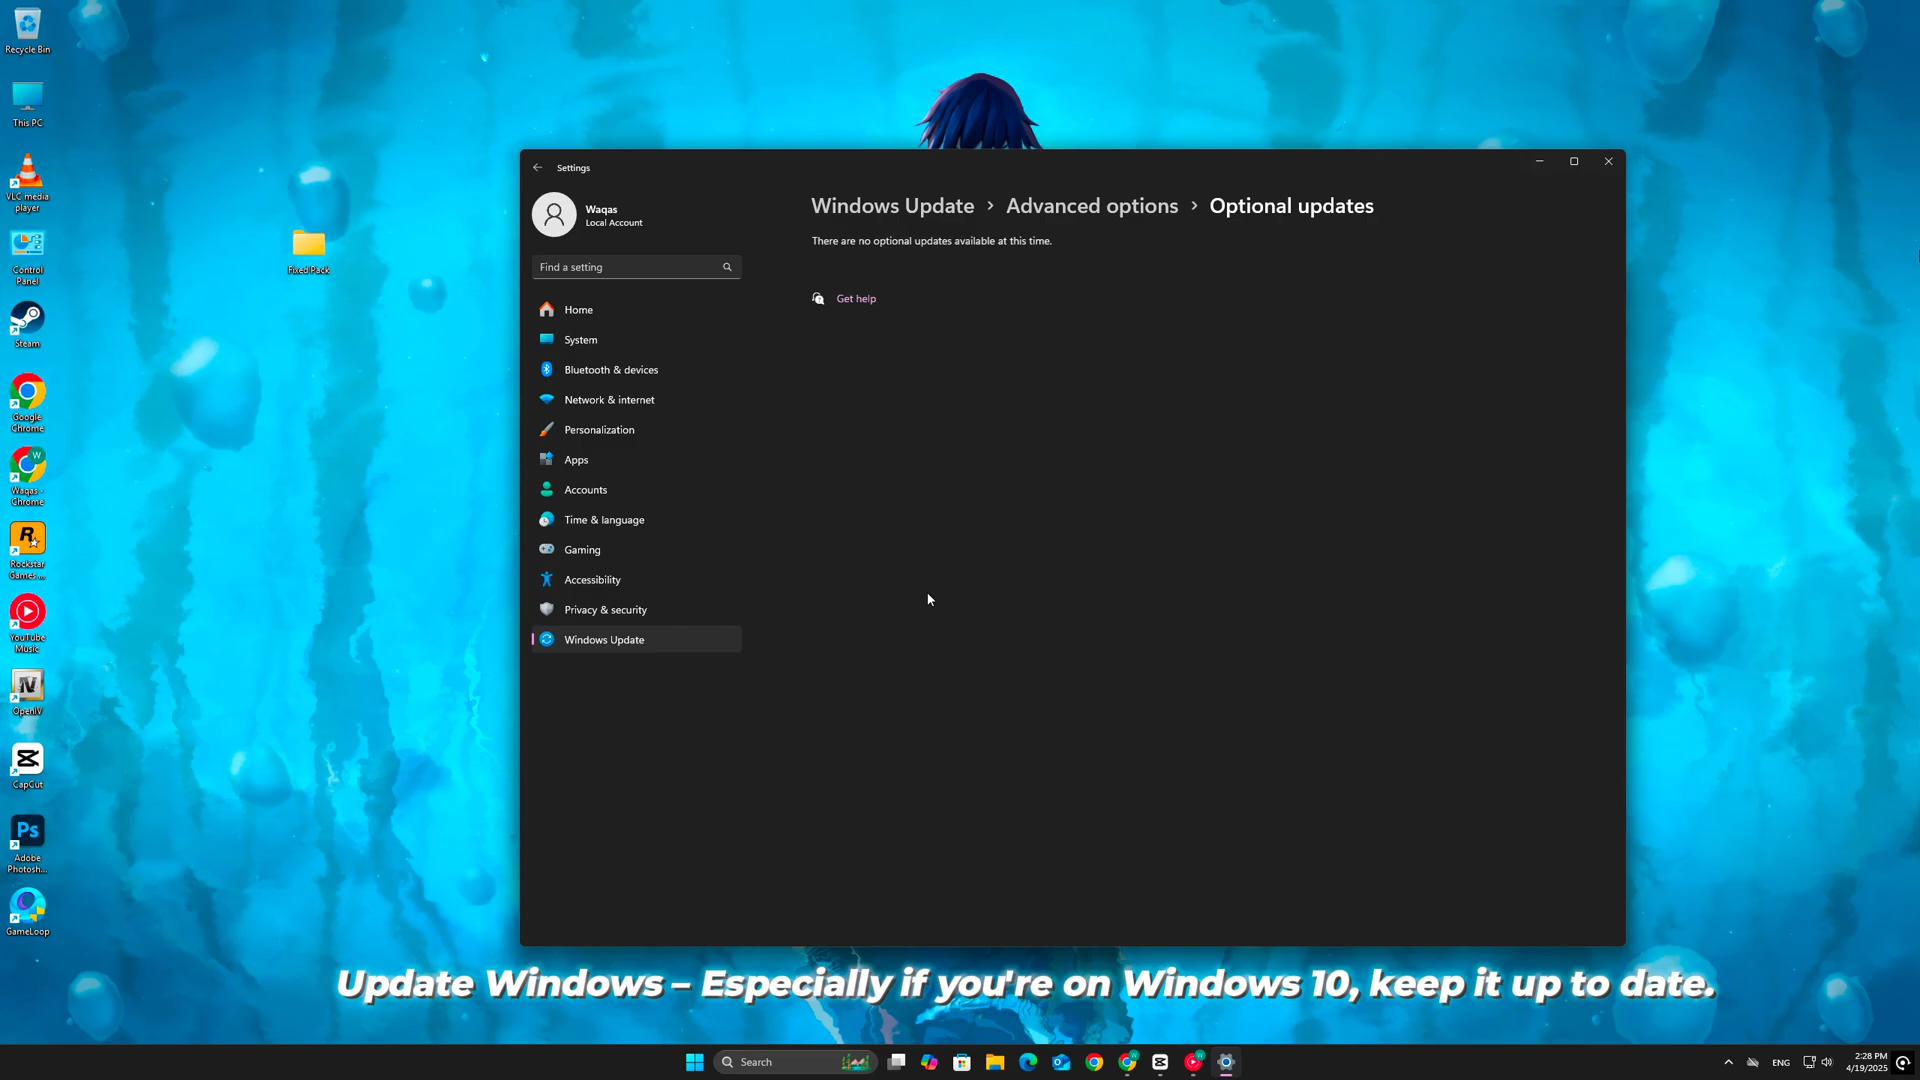 Recycle Bin
This PC
VLC media
player
Control
Panel
Steam
Google
Chrome
W
Waqas -
Chrome
Rockstar
Games ...
YouTube
Music
OpenIV
CapCut
Ps
Adobe
Photosh...
GameLoop
Fixed Pack
Settings
Waqas
Local Account
Find a setting
Home
System
Bluetooth & devices
Network & internet
Personalization
Apps
Accounts
Time & language
Gaming
Accessibility
Privacy & security
Windows Update
Windows Update > Advanced options > Optional updates
There are no optional updates available at this time.
Get help
Update Windows – Especially if you're on Windows 10, keep it up to date.
Search
ENG
2:28 PM
4/19/2025